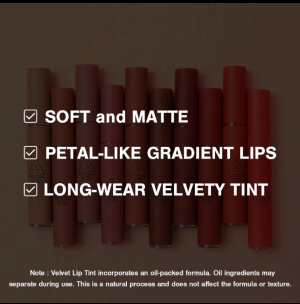 SOFT and MATTE
PETAL-LIKE GRADIENT LIPS
LONG-WEAR VELVETY TINT
Note : Velvet Lip Tint incorporates an oil-packed formula. Oil ingredients may
separate during use. This is a natural process and does not affect the formula or texture.